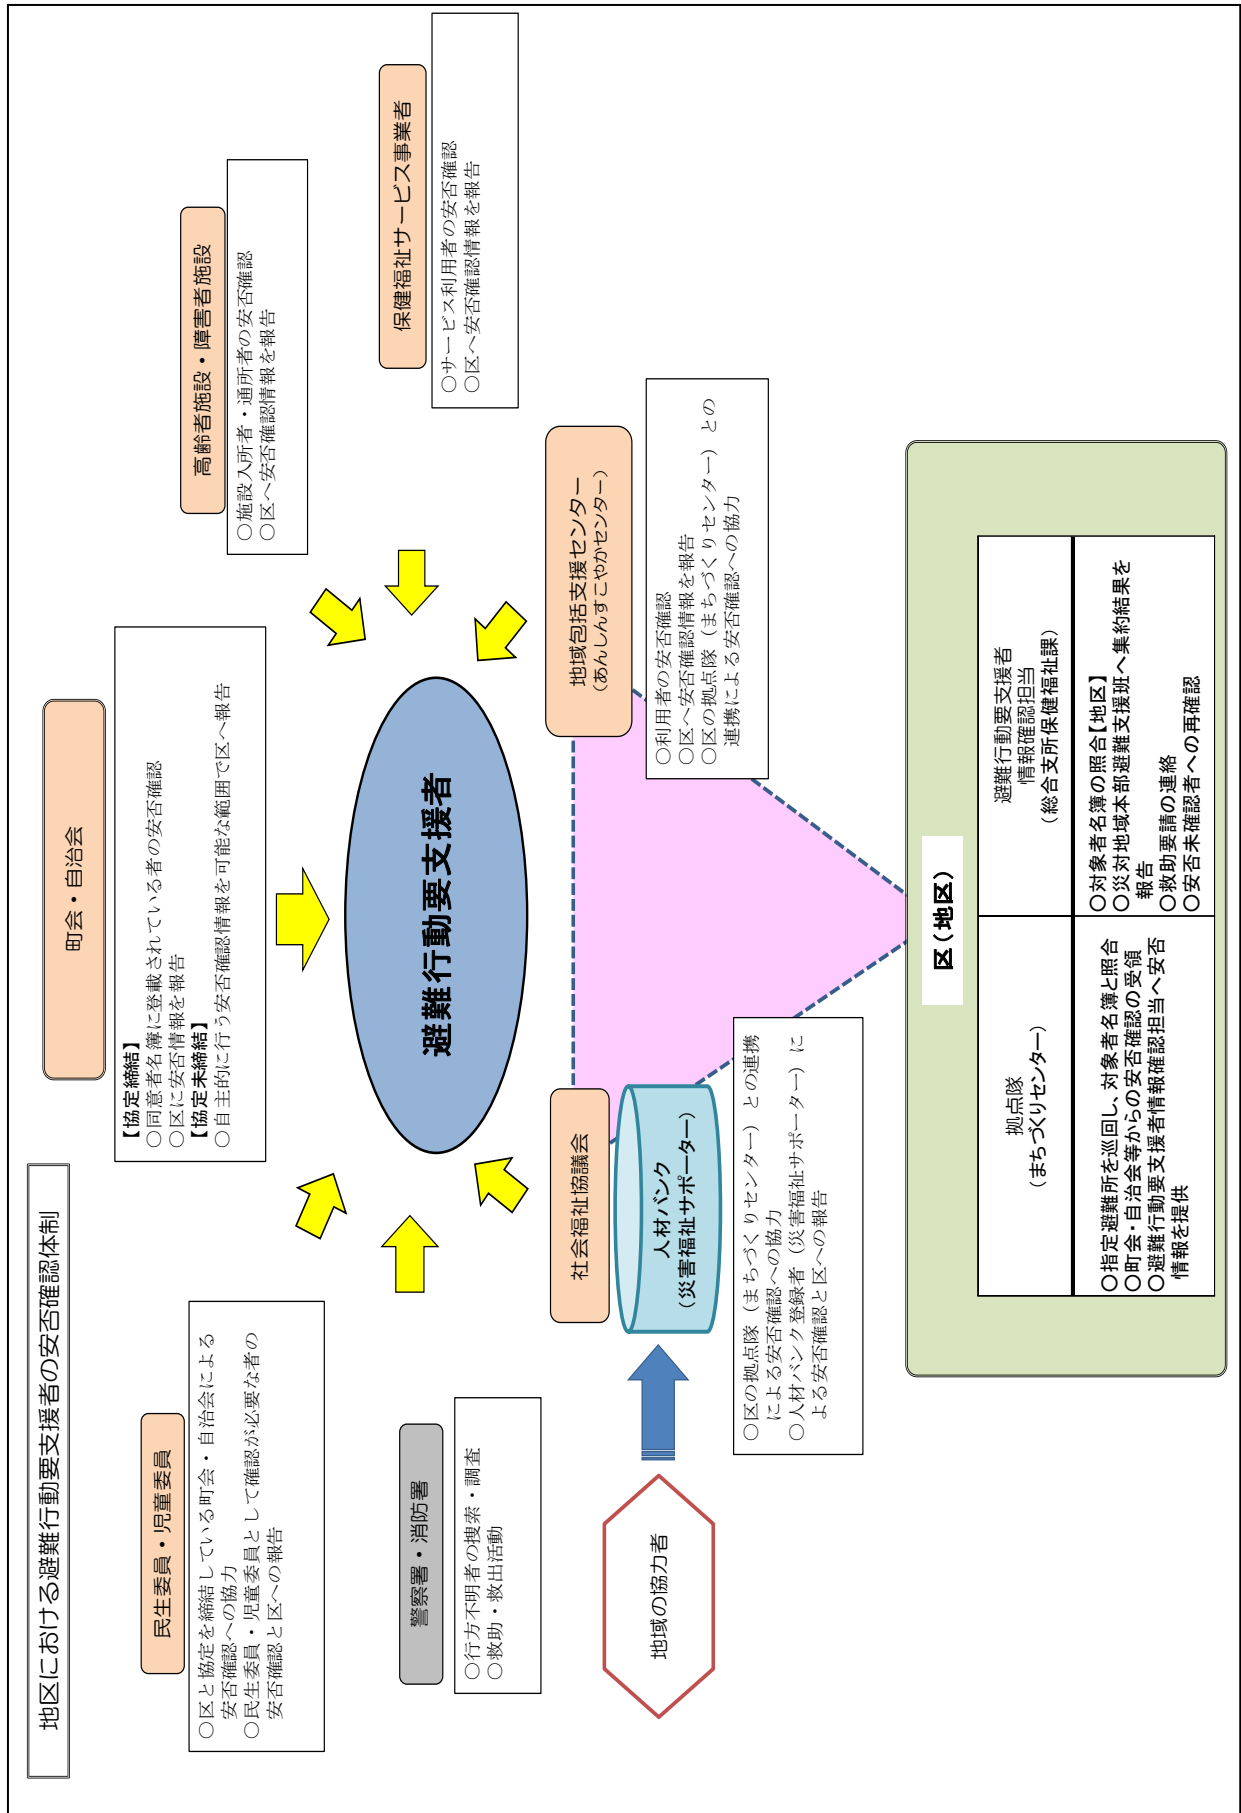 地区における避難行動要支援者の安否確認体制
町会・自治会
【協定締結】
○同意者名簿に登載されている者の安否確認
○区に安否情報を報告
【協定未締結】
○自主的に行う安否確認情報を可能な範囲で区へ報告
民生委員・児童委員
○区と協定を締結している町会・自治会による
安否確認への協力
○民生委員・児童委員として確認が必要な者の
安否確認と区への報告
高齢者施設・障害者施設
○施設入所者・通所者の安否確認
○区へ安否確認情報を報告
警察署・消防署
○行方不明者の捜索・調査
○救助・救出活動
避難行動要支援者
保健福祉サービス事業者
○サービス利用者の安否確認
○区へ安否確認情報を報告
地域の協力者
社会福祉協議会
人材バンク
（災害福祉サポーター）
○区の拠点隊（まちづくりセンター）との連携
による安否確認への協力
○人材バンク登録者（災害福祉サポーター）に
よる安否確認と区への報告
地域包括支援センター
（あんしんすこやかセンター）
○利用者の安否確認
○区へ安否確認情報を報告
○区の拠点隊（まちづくりセンター）との
連携による安否確認への協力
区（地区）
拠点隊
（まちづくりセンター）
○指定避難所を巡回し、対象者名簿と照合
○町会・自治会等からの安否確認の受領
○避難行動要支援者情報確認担当へ安否
情報を提供
避難行動要支援者
情報確認担当
（総合支所保健福祉課）
○対象者名簿の照合【地区】
○災対地域本部避難支援班へ集約結果を
報告
○救助要請の連絡
○安否未確認者への再確認